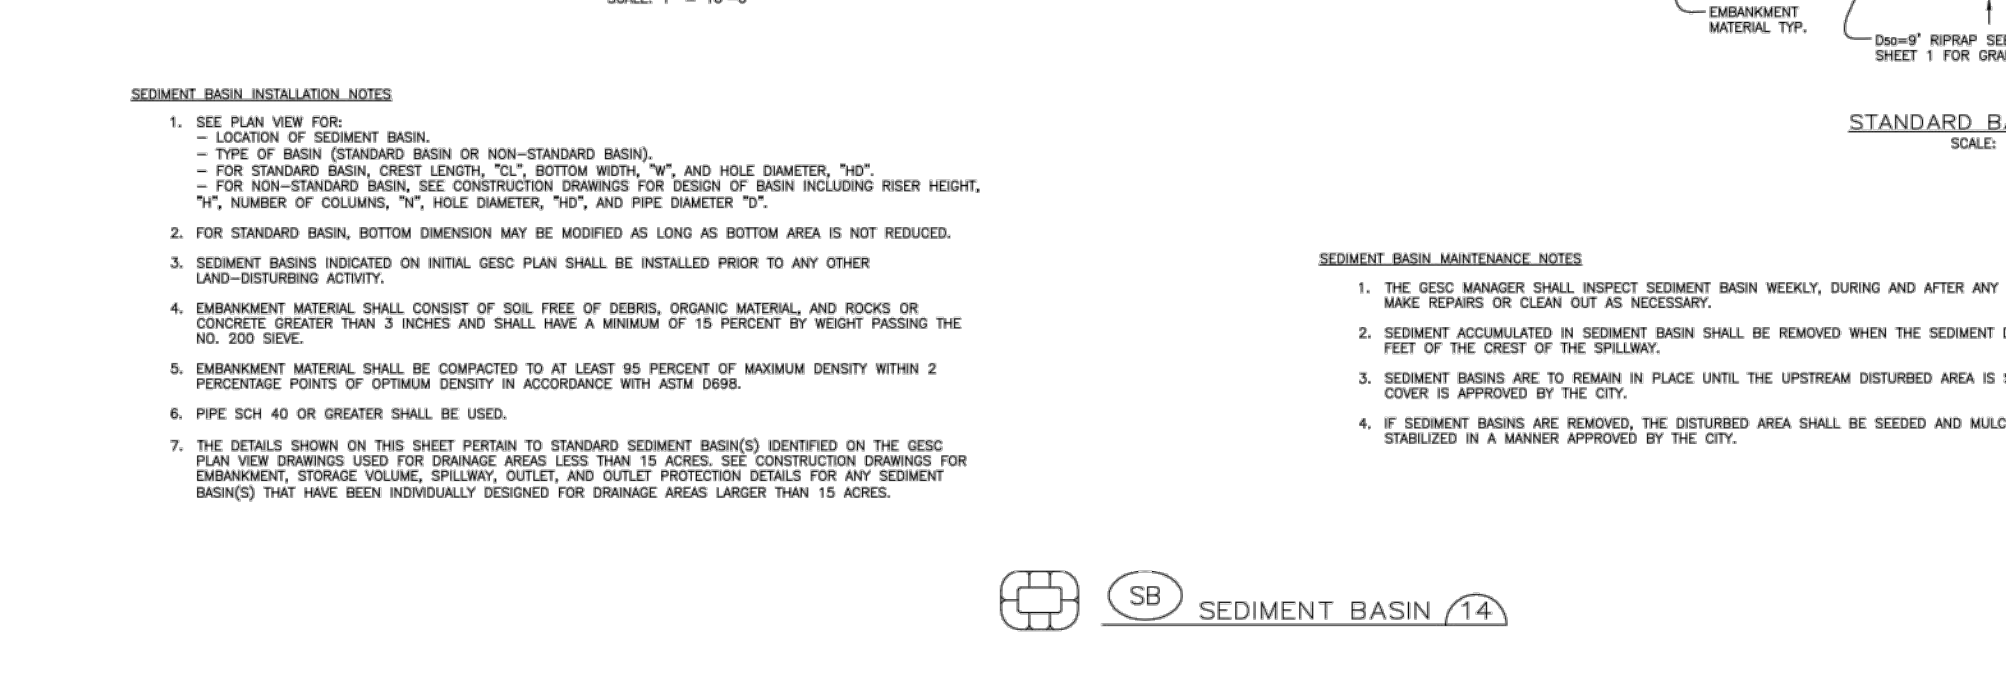 EMBANKMENT
MATERIAL TYP.
D50=9" RIPRAP SEE
SHEET 1 FOR
STANDARD
SCALE:
SEDIMENT BASIN INSTALLATION NOTES
1. SEE PLAN VIEW FOR:
– LOCATION OF SEDIMENT BASIN.
– TYPE OF BASIN (STANDARD BASIN OR NON–STANDARD BASIN).
– FOR STANDARD BASIN, CREST LENGTH, "CL", BOTTOM WIDTH, "W", AND HOLE DIAMETER, "HD".
– FOR NON–STANDARD BASIN, SEE CONSTRUCTION DRAWINGS FOR DESIGN OF BASIN INCLUDING RISER HEIGHT,
"H", NUMBER OF COLUMNS, "N", HOLE DIAMETER, "HD", AND PIPE DIAMETER "D".
2. FOR STANDARD BASIN, BOTTOM DIMENSION MAY BE MODIFIED AS LONG AS BOTTOM AREA IS NOT REDUCED.
3. SEDIMENT BASINS INDICATED ON INITIAL GESC PLAN SHALL BE INSTALLED PRIOR TO ANY OTHER
LAND–DISTURBING ACTIVITY.
4. EMBANKMENT MATERIAL SHALL CONSIST OF SOIL FREE OF DEBRIS, ORGANIC MATERIAL, AND ROCKS OR
CONCRETE GREATER THAN 3 INCHES AND SHALL HAVE A MINIMUM OF 15 PERCENT BY WEIGHT PASSING THE
NO. 200 SIEVE.
5. EMBANKMENT MATERIAL SHALL BE COMPACTED TO AT LEAST 95 PERCENT OF MAXIMUM DENSITY WITHIN 2
PERCENTAGE POINTS OF OPTIMUM DENSITY IN ACCORDANCE WITH ASTM D698.
6. PIPE SCH 40 OR GREATER SHALL BE USED.
7. THE DETAILS SHOWN ON THIS SHEET PERTAIN TO STANDARD SEDIMENT BASIN(S) IDENTIFIED ON THE GESC
PLAN VIEW DRAWINGS USED FOR DRAINAGE AREAS LESS THAN 15 ACRES. SEE CONSTRUCTION DRAWINGS FOR
EMBANKMENT, STORAGE VOLUME, SPILLWAY, OUTLET, AND OUTLET PROTECTION DETAILS FOR ANY SEDIMENT
BASIN(S) THAT HAVE BEEN INDIVIDUALLY DESIGNED FOR DRAINAGE AREAS LARGER THAN 15 ACRES.
SEDIMENT BASIN MAINTENANCE NOTES
1. THE GESC MANAGER SHALL INSPECT SEDIMENT BASIN WEEKLY, DURING AND AFTER ANY
MAKE REPAIRS OR CLEAN OUT AS NECESSARY.
2. SEDIMENT ACCUMULATED IN SEDIMENT BASIN SHALL BE REMOVED WHEN THE SEDIMENT
FEET OF THE CREST OF THE SPILLWAY.
3. SEDIMENT BASINS ARE TO REMAIN IN PLACE UNTIL THE UPSTREAM DISTURBED AREA IS
COVER IS APPROVED BY THE CITY.
4. IF SEDIMENT BASINS ARE REMOVED, THE DISTURBED AREA SHALL BE SEEDED AND
STABILIZED IN A MANNER APPROVED BY THE CITY.
SB SEDIMENT BASIN 14